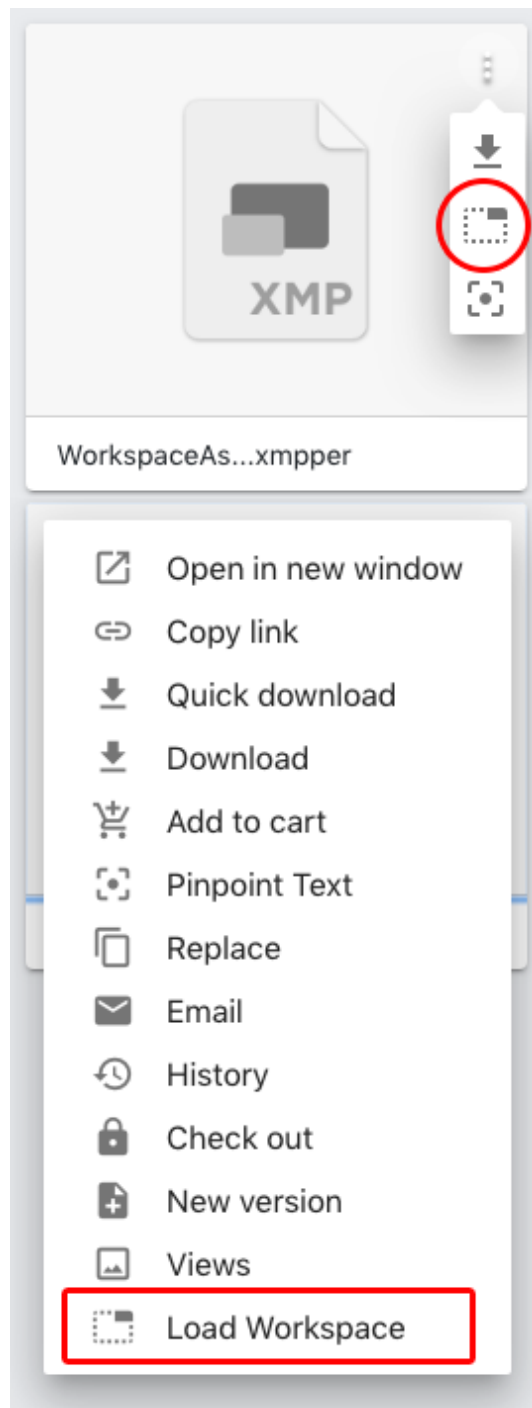 XMP
WorkspaceAs...xmpper
Open in new window
Copy link
Quick download
Download
Add to cart
Pinpoint Text
Replace
Email
History
Check out
New version
Views
Load Workspace